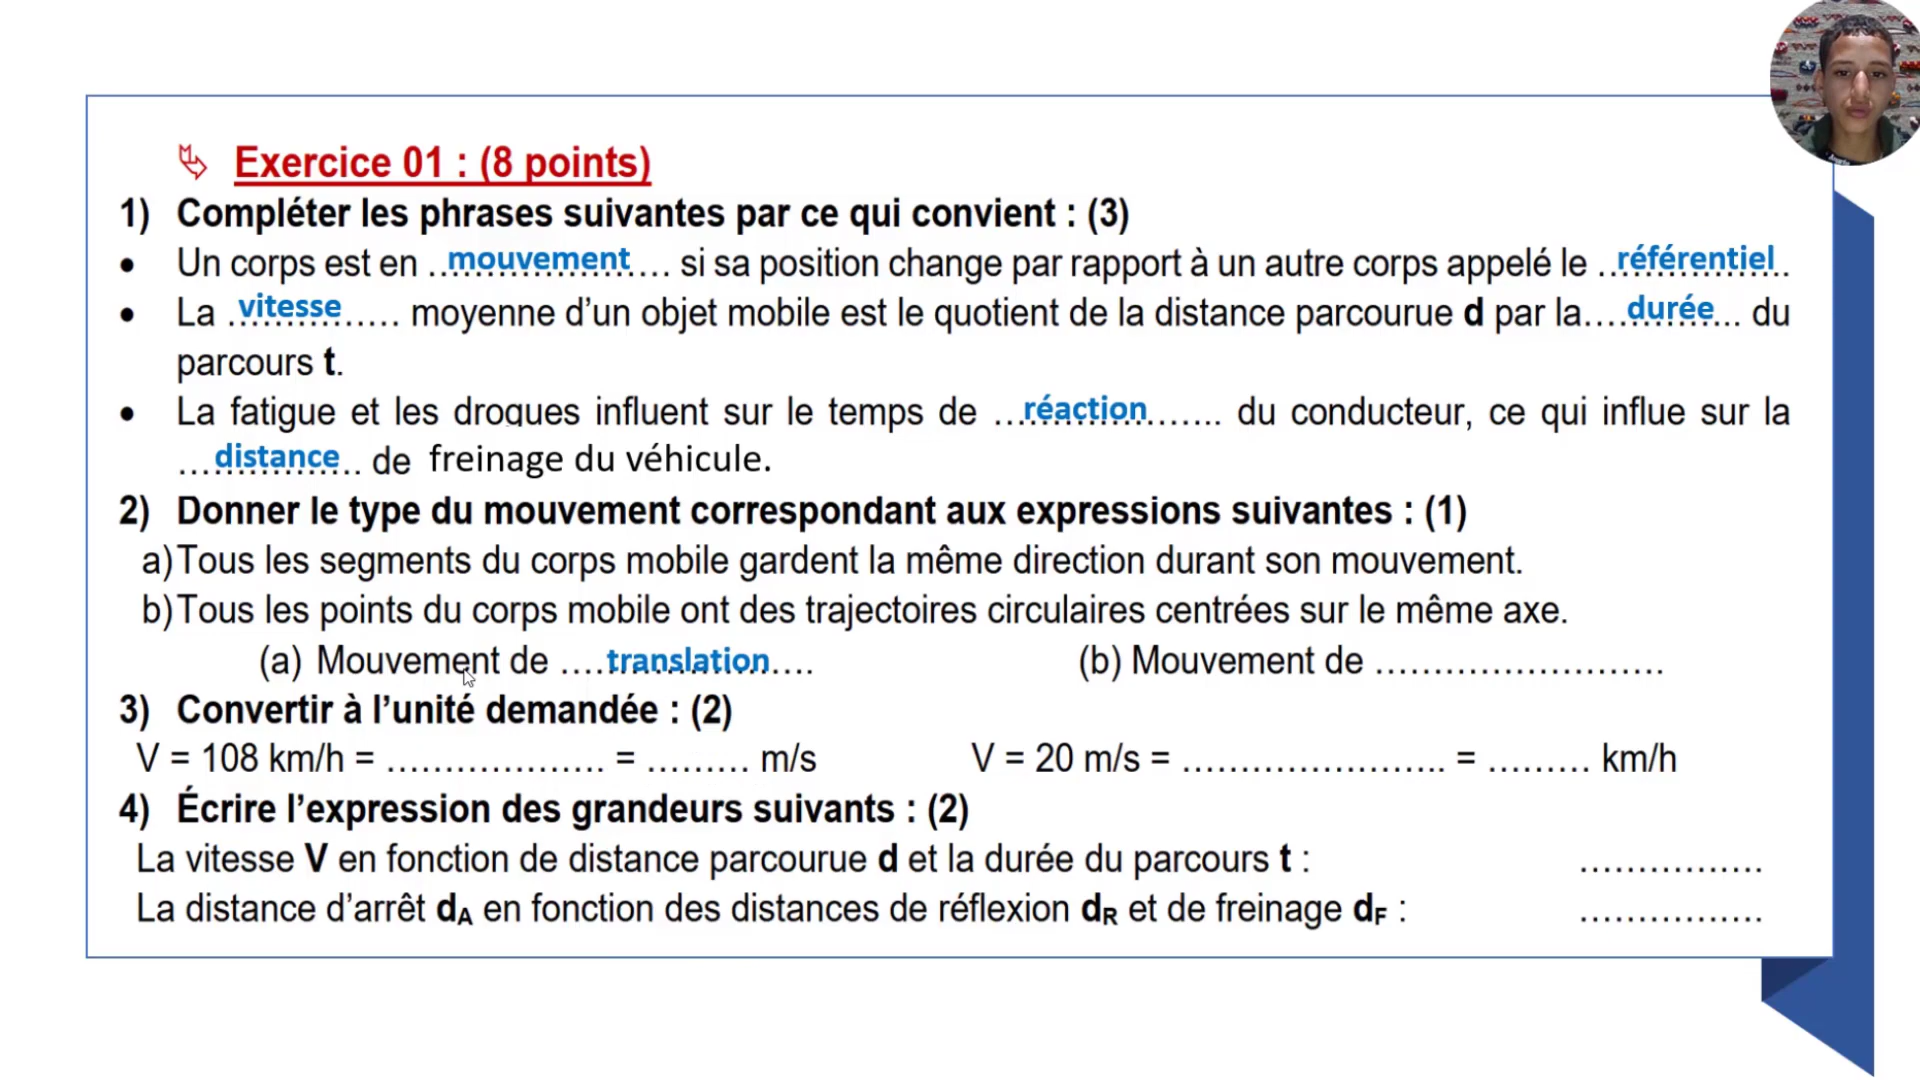 Exercice 01 : (8 points)
1) Compléter les phrases suivantes par ce qui convient : (3)
• Un corps est en ..mouvement... si sa position change par rapport à un autre corps appelé le ..référentiel..
• La .vitesse..... moyenne d’un objet mobile est le quotient de la distance parcourue d par la....durée... du
parcours t.
• La fatigue et les drogues influent sur le temps de ...réaction........ du conducteur, ce qui influe sur la
...distance.. de freinage du véhicule.
2) Donner le type du mouvement correspondant aux expressions suivantes : (1)
a) Tous les segments du corps mobile gardent la même direction durant son mouvement.
b) Tous les points du corps mobile ont des trajectoires circulaires centrées sur le même axe.
(a) Mouvement de ....translation.... (b) Mouvement de ...........................
3) Convertir à l’unité demandée : (2)
V = 108 km/h = ..................... = ......... m/s V = 20 m/s = ......................... = ......... km/h
4) Écrire l’expression des grandeurs suivants : (2)
La vitesse V en fonction de distance parcourue d et la durée du parcours t : ................
La distance d’arrêt dA en fonction des distances de réflexion dR et de freinage dF : ................